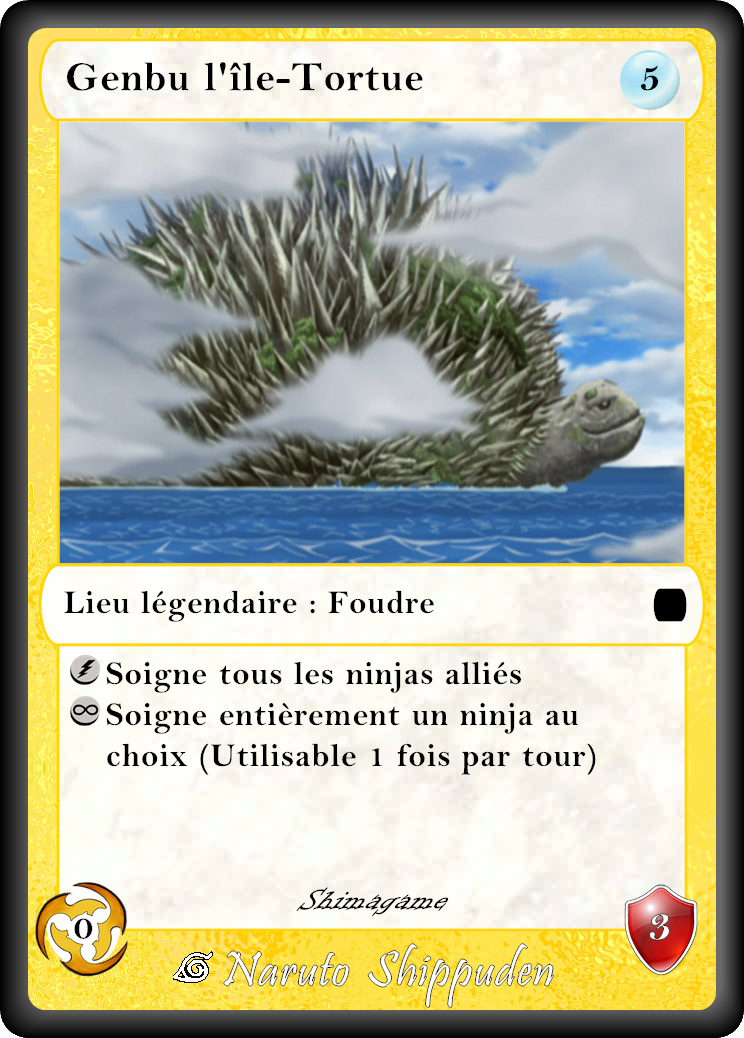 Genbu l'île-Tortue
5
Lieu légendaire : Foudre
Soigne tous les ninjas alliés
Soigne entièrement un ninja au
choix (Utilisable 1 fois par tour)
Shimagame
0
3
Naruto Shippuden